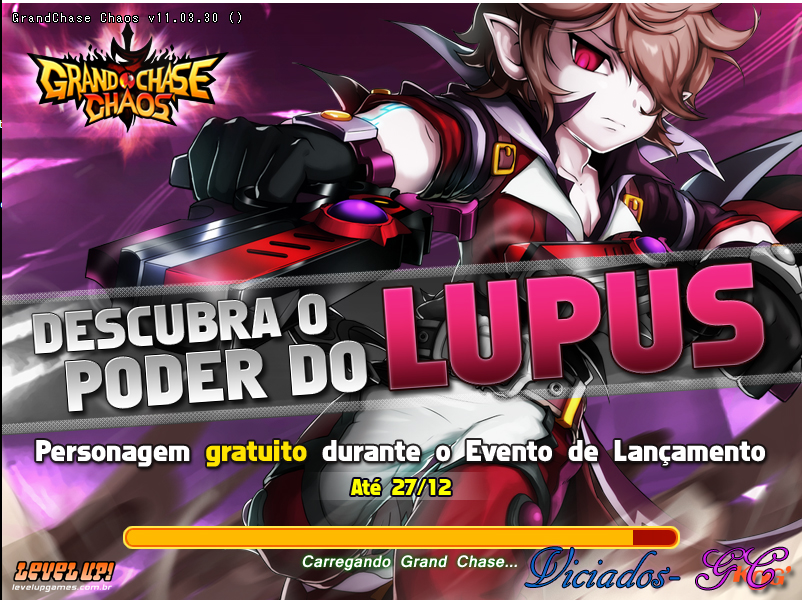 GrandChase Chaos v11.03.30 ()
GRAND CHASE
CHAOS
DESCUBRA O
PODER DO
LUPUS
Personagem gratuito durante o Evento de Lançamento
Até 27/12
Carregando Grand Chase...
Viciados- GC
LEVEL UP!
levelupgames.com.br